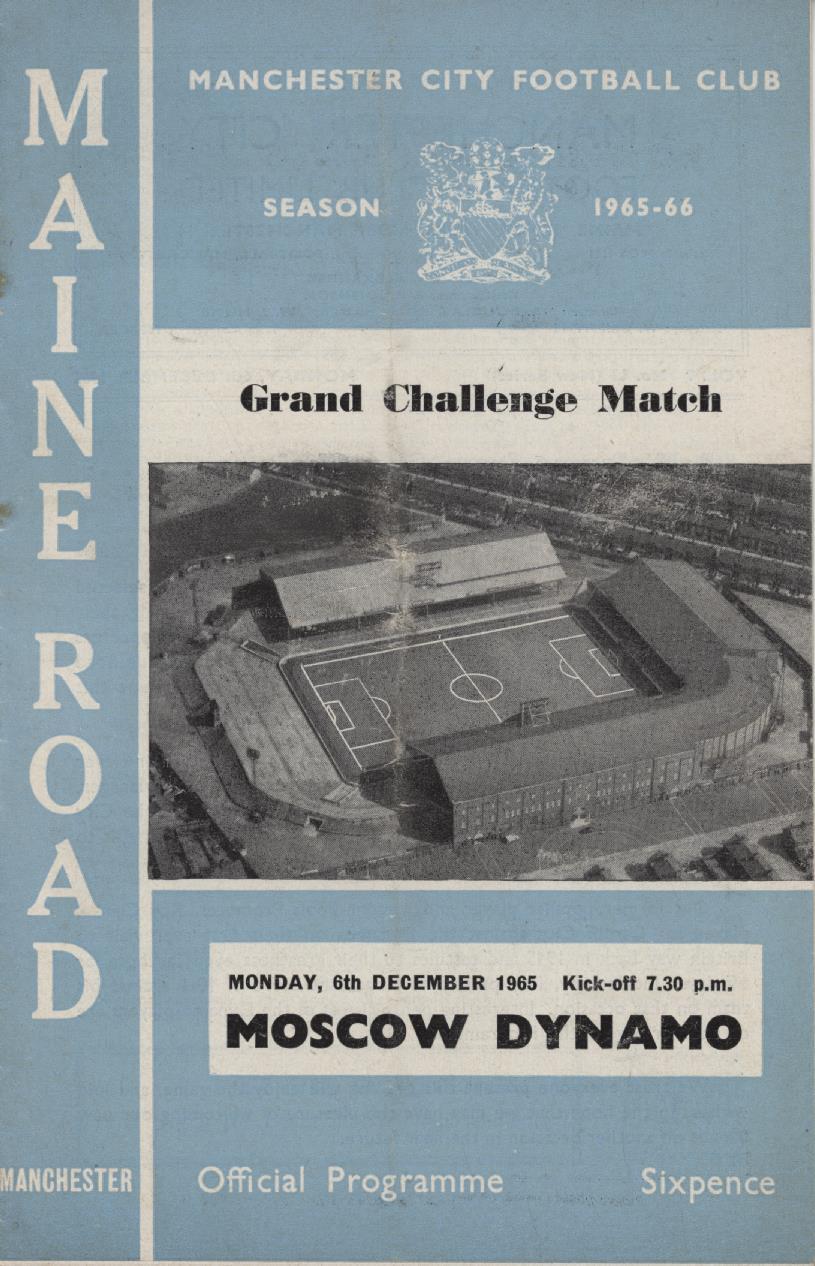 MAINE ROAD
MANCHESTER
MANCHESTER CITY FOOTBALL CLUB
SEASON 1965-66
Grand Challenge Match
MONDAY, 6th DECEMBER 1965 Kick-off 7.30 p.m.
MOSCOW DYNAMO
Official Programme Sixpence